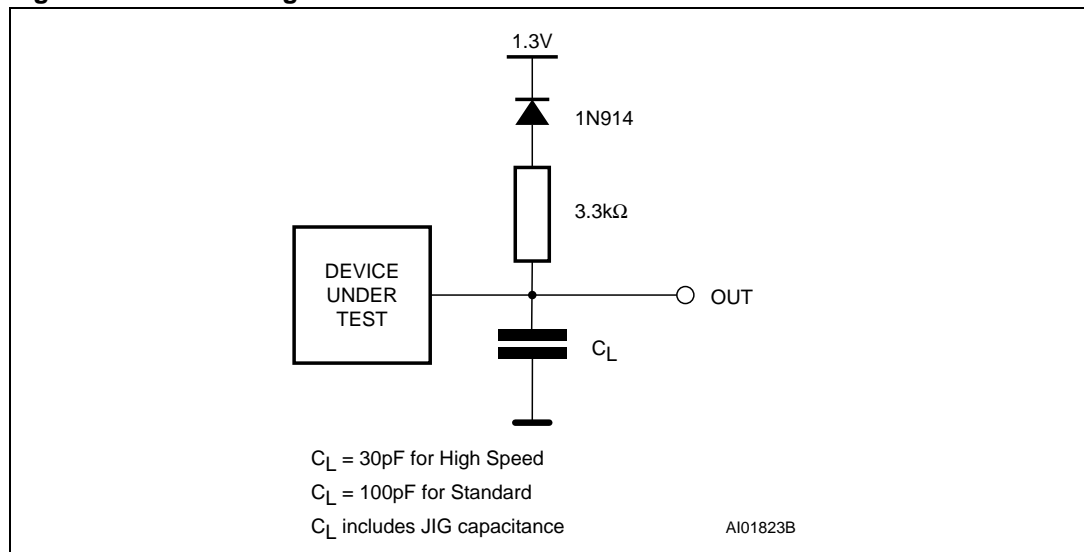 1.3V
1N914
3.3kΩ
DEVICE
UNDER
TEST
OUT
CL
CL = 30pF for High Speed
CL = 100pF for Standard
CL includes JIG capacitance
AI01823B